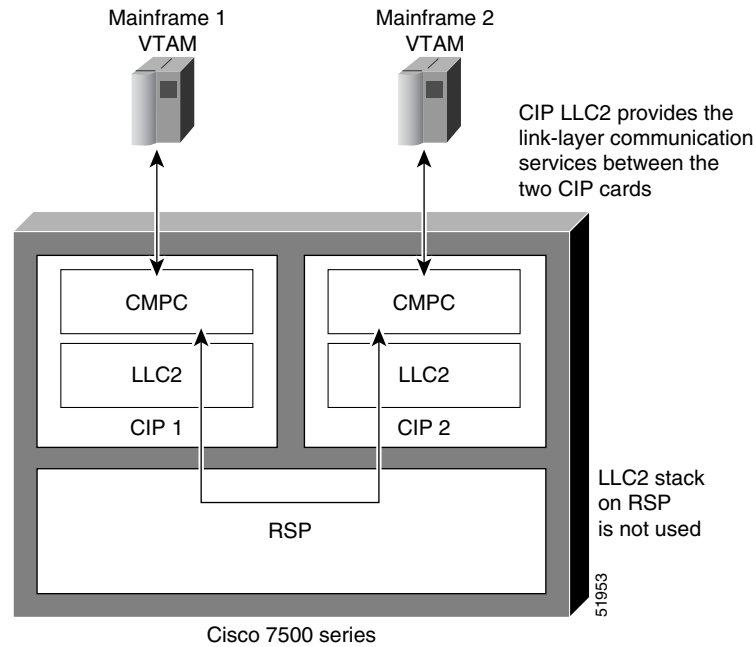 Mainframe 1
VTAM
Mainframe 2
VTAM
CIP LLC2 provides the
link-layer communication
services between the
two CIP cards
CMPC
CMPC
LLC2
LLC2
CIP 1
CIP 2
RSP
LLC2 stack
on RSP
is not used
51953
Cisco 7500 series